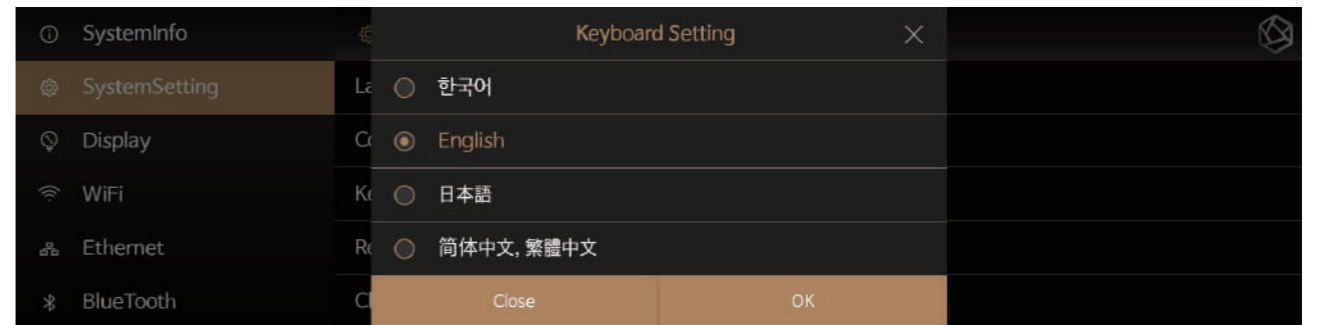 SystemInfo
Keyboard Setting
SystemSetting
한국어
Display
English
WiFi
日本語
Ethernet
简体中文, 繁體中文
BlueTooth
Close
OK